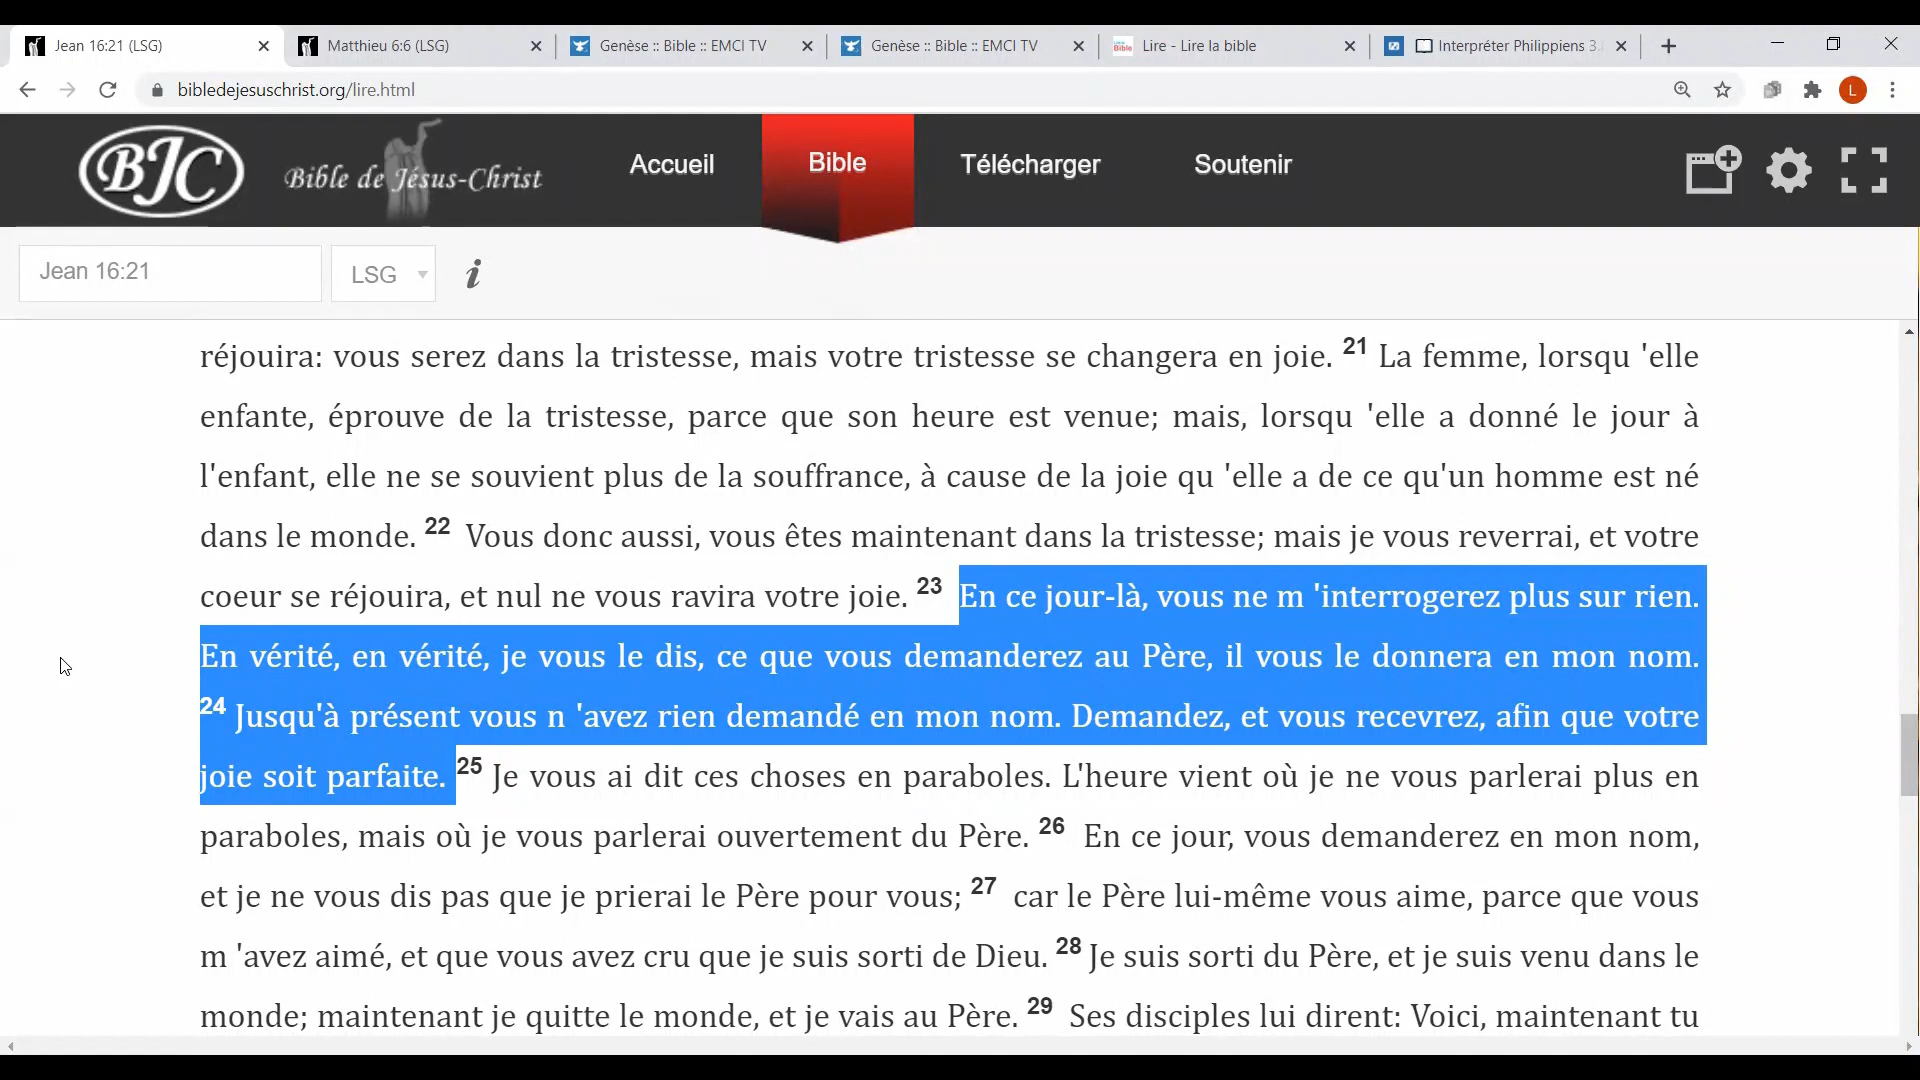 Jean 16:21 (LSG)
Matthieu 6:6 (LSG)
Genèse :: Bible :: EMCI TV
Genèse :: Bible :: EMCI TV
Lire - Lire la bible
Interpréter Philippiens 3.
bibledejesuschrist.org/lire.html
L
BJC
Bible de Jésus-Christ
Accueil
Bible
Télécharger
Soutenir
Jean 16:21
LSG
i
réjouira: vous serez dans la tristesse, mais votre tristesse se changera en joie. 21 La femme, lorsqu 'elle
enfante, éprouve de la tristesse, parce que son heure est venue; mais, lorsqu 'elle a donné le jour à
l'enfant, elle ne se souvient plus de la souffrance, à cause de la joie qu 'elle a de ce qu'un homme est né
dans le monde. 22 Vous donc aussi, vous êtes maintenant dans la tristesse; mais je vous reverrai, et votre
coeur se réjouira, et nul ne vous ravira votre joie. 23 En ce jour-là, vous ne m 'interrogerez plus sur rien.
En vérité, en vérité, je vous le dis, ce que vous demanderez au Père, il vous le donnera en mon nom.
24 Jusqu'à présent vous n 'avez rien demandé en mon nom. Demandez, et vous recevrez, afin que votre
joie soit parfaite. 25 Je vous ai dit ces choses en paraboles. L'heure vient où je ne vous parlerai plus en
paraboles, mais où je vous parlerai ouvertement du Père. 26 En ce jour, vous demanderez en mon nom,
et je ne vous dis pas que je prierai le Père pour vous; 27 car le Père lui-même vous aime, parce que vous
m 'avez aimé, et que vous avez cru que je suis sorti de Dieu. 28 Je suis sorti du Père, et je suis venu dans le
monde; maintenant je quitte le monde, et je vais au Père. 29 Ses disciples lui dirent: Voici, maintenant tu